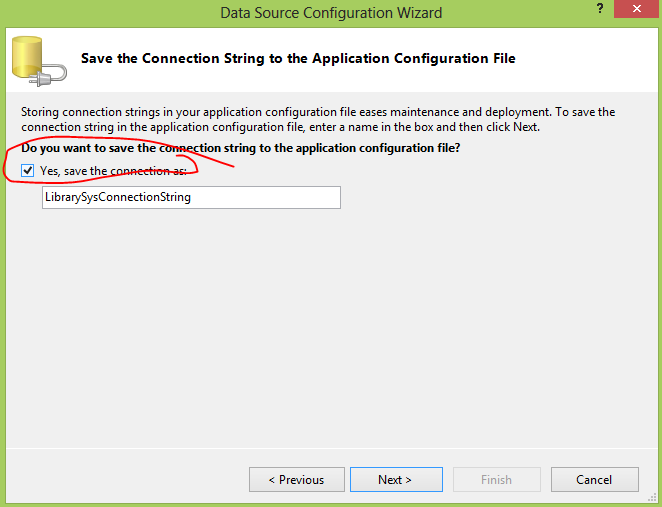 Data Source Configuration Wizard
?
x
Save the Connection String to the Application Configuration File
Storing connection strings in your application configuration file eases maintenance and deployment. To save the
connection string in the application configuration file, enter a name in the box and then click Next.
Do you want to save the connection string to the application configuration file?
Yes, save the connection as:
LibrarySysConnectionString
< Previous
Next >
Finish
Cancel